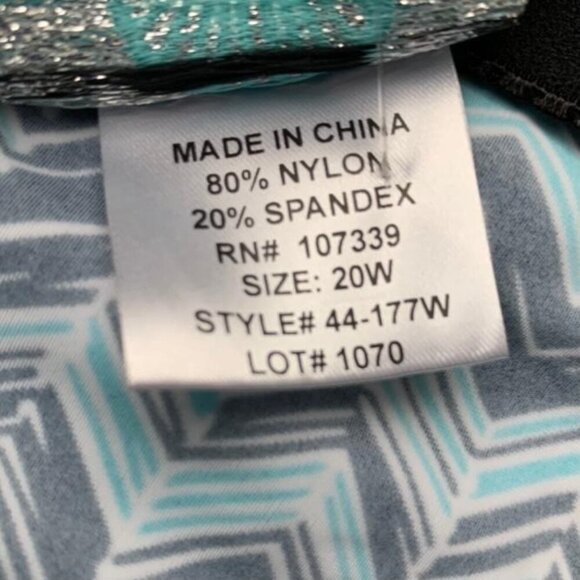 MADE IN CHINA
80% NYLON
20% SPANDEX
RN# 107339
SIZE: 20W
STYLE# 44-177W
LOT# 1070